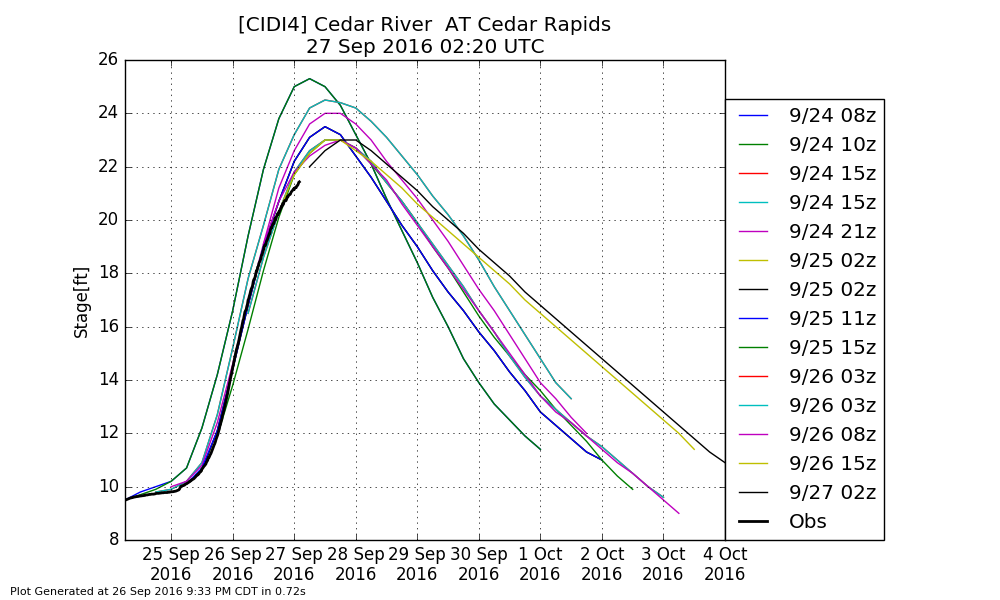 [CIDI4] Cedar River  AT Cedar Rapids
27 Sep 2016 02:20 UTC
26
24
22
20
18
16
14
12
10
8
Stage[ft]
25 Sep 26 Sep 27 Sep 28 Sep 29 Sep 30 Sep 1 Oct 2 Oct 3 Oct 4 Oct
2016 2016 2016 2016 2016 2016 2016 2016 2016 2016
9/24 08z
9/24 10z
9/24 15z
9/24 15z
9/24 21z
9/25 02z
9/25 02z
9/25 11z
9/25 15z
9/26 03z
9/26 03z
9/26 08z
9/26 15z
9/27 02z
Obs
Plot Generated at 26 Sep 2016 9:33 PM CDT in 0.72s